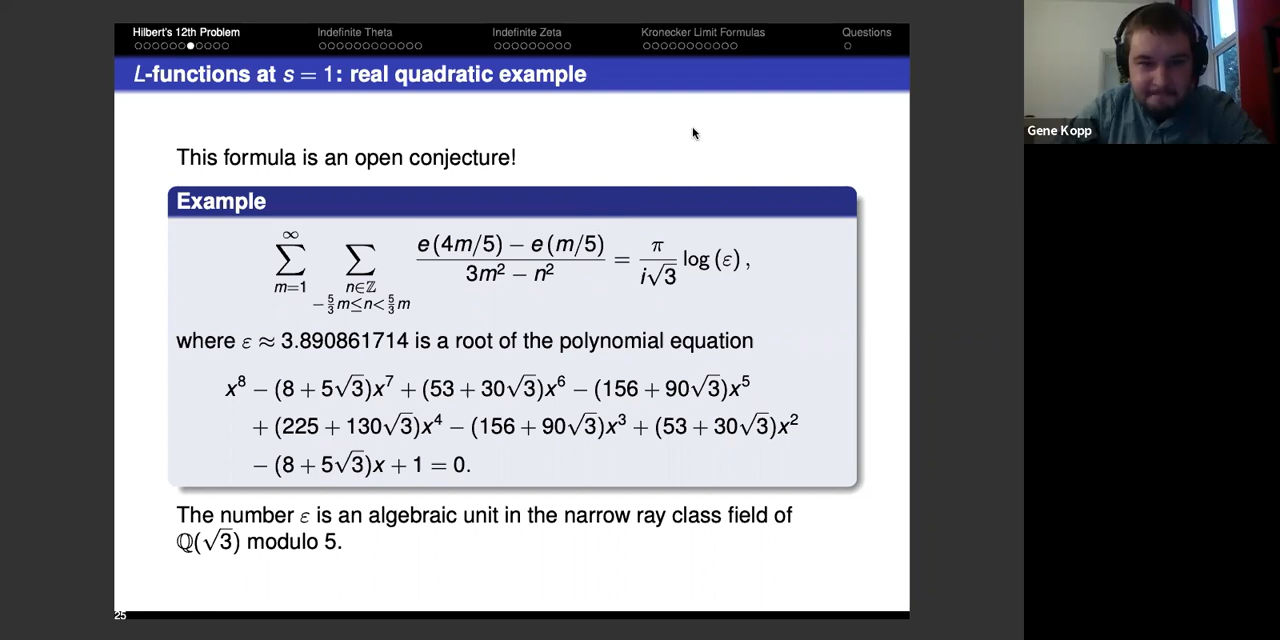 Hilbert's 12th Problem Indefinite Theta Indefinite Zeta Kronecker Limit Formulas Questions
L-functions at s = 1: real quadratic example
Gene Kopp
This formula is an open conjecture!
Example
∑_{m=1}^{∞} ∑_{n∈ℤ, −5/3 m ≤ n < 5/3 m} (e(4m/5) − e(m/5)) / (3m² − n²) = π/(i√3) log(ε),
where ε ≈ 3.890861714 is a root of the polynomial equation
x⁸ − (8 + 5√3)x⁷ + (53 + 30√3)x⁶ − (156 + 90√3)x⁵
+ (225 + 130√3)x⁴ − (156 + 90√3)x³ + (53 + 30√3)x²
− (8 + 5√3)x + 1 = 0.
The number ε is an algebraic unit in the narrow ray class field of
ℚ(√3) modulo 5.
25